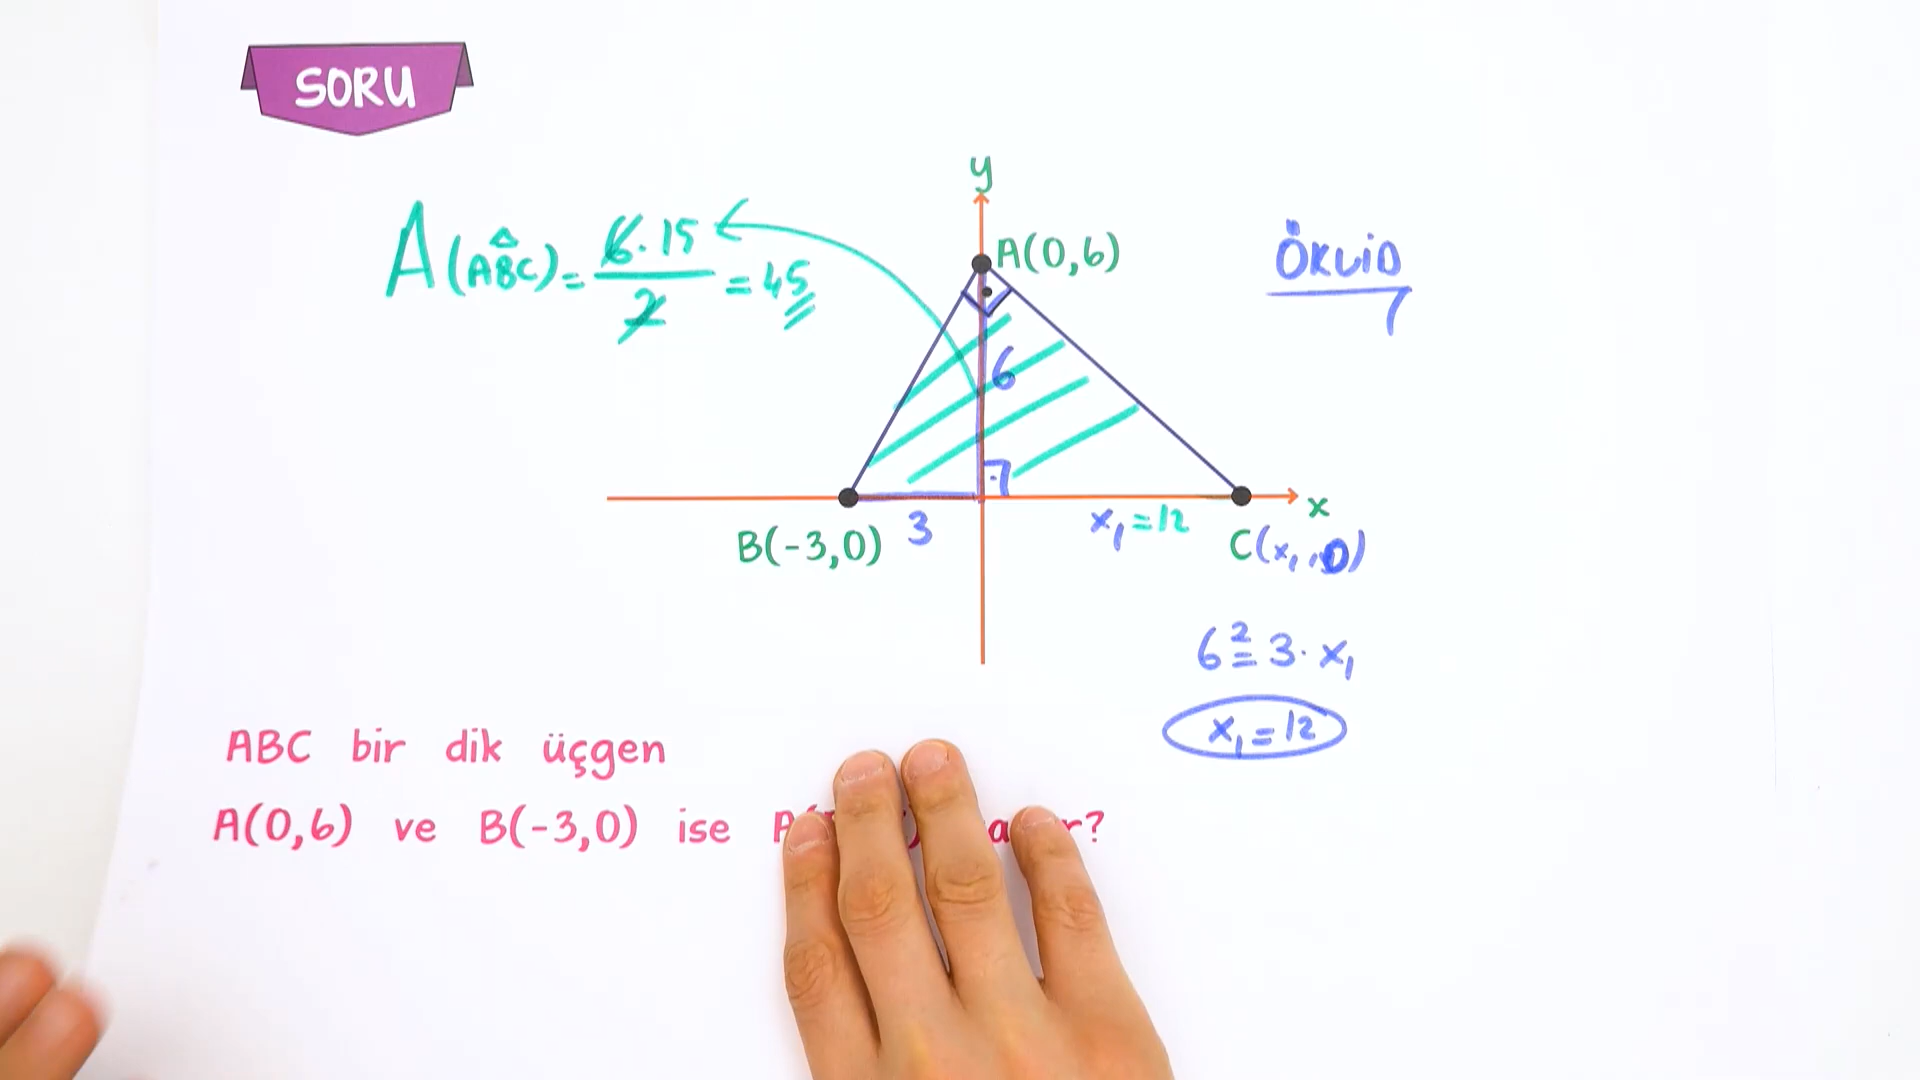 SORU
y
A(ABC) = 6.15 / 2 = 45
A(0,6)
ÖKLİD
6
3
x₁=12
x
B(-3,0)
C(x₁,0)
6² = 3.x₁
x₁=12
ABC bir dik üçgen
A(0,6) ve B(-3,0) ise